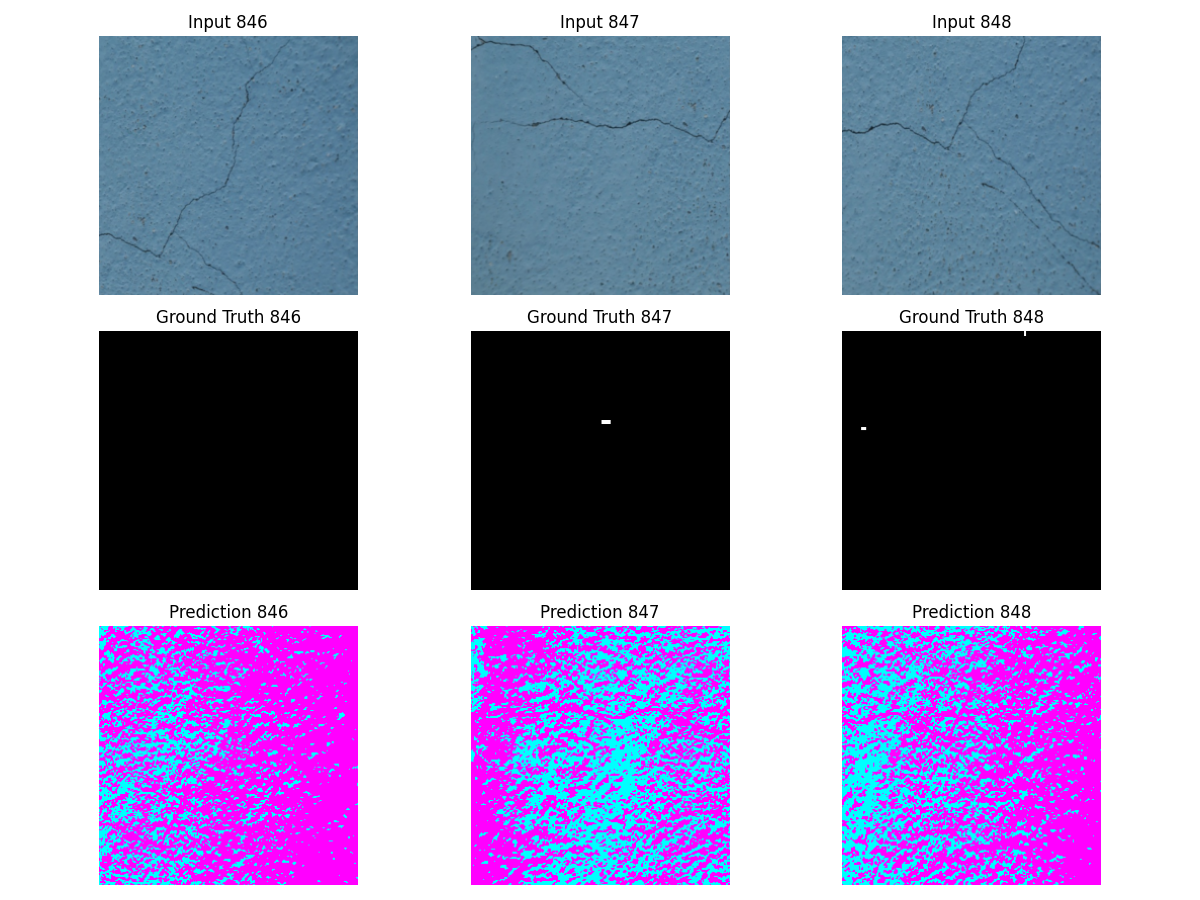 Input 846
Input 847
Input 848
Ground Truth 846
Ground Truth 847
Ground Truth 848
Prediction 846
Prediction 847
Prediction 848